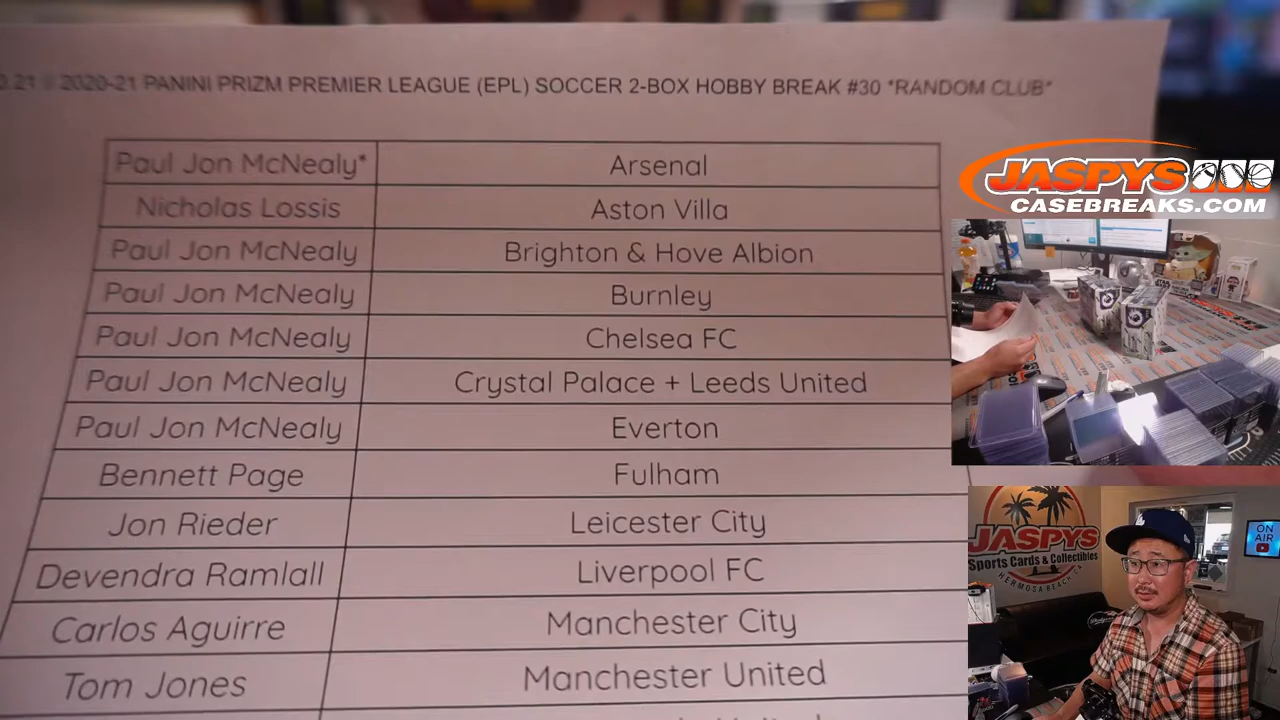 0.21 // 2020-21 PANINI PRIZM PREMIER LEAGUE (EPL) SOCCER 2-BOX HOBBY BREAK #30 *RANDOM CLUB*
Paul Jon McNealy* Arsenal
Nicholas Lossis Aston Villa
Paul Jon McNealy Brighton & Hove Albion
Paul Jon McNealy Burnley
Paul Jon McNealy Chelsea FC
Paul Jon McNealy Crystal Palace + Leeds United
Paul Jon McNealy Everton
Bennett Page Fulham
Jon Rieder Leicester City
Devendra Ramlall Liverpool FC
Carlos Aguirre Manchester City
Tom Jones Manchester United
JASPYS
CASEBREAKS.COM
JASPYS
Sports Cards & Collectibles
HERMOSA BEACH, CA
ON
AIR